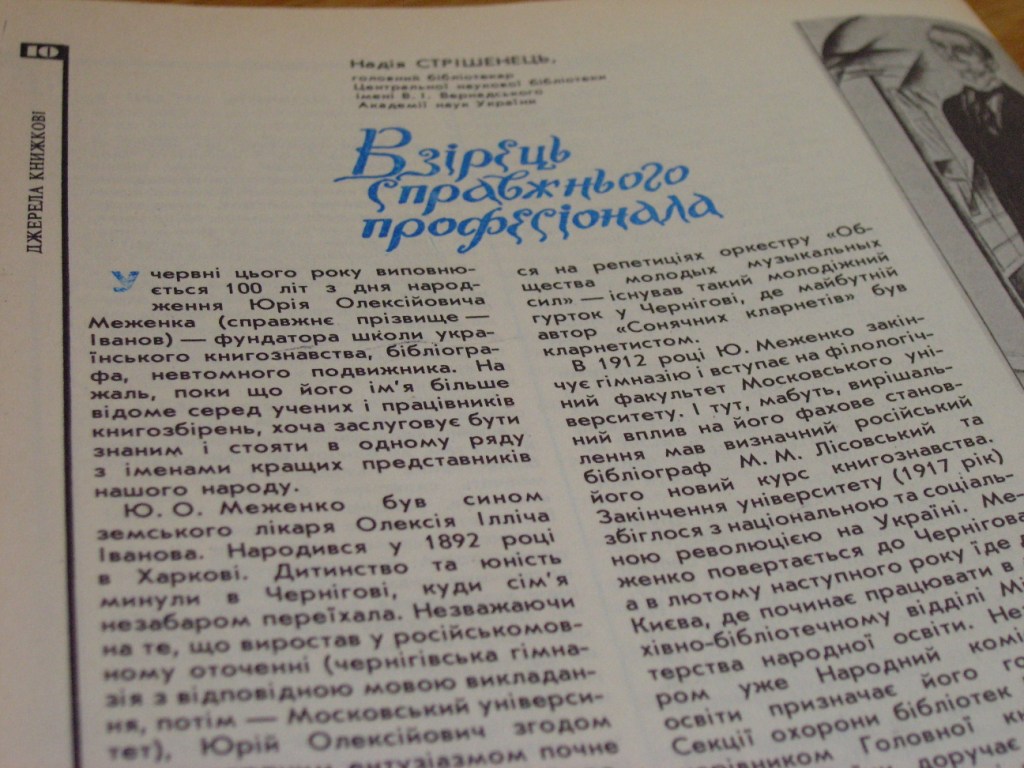 ДЖЕРЕЛА КНИЖКОВІ
Надія СТРІШЕНЕЦЬ,
головний бібліотекар
Центральної наукової бібліотеки
імені В. І. Вернадського
Академії наук України
Взірець
справжнього
професіонала
У червні цього року виповню-
ється 100 літ з дня народ-
ження Юрія Олексійовича
Меженка (справжнє прізвище —
Іванов) — фундатора школи укра-
їнського книгознавства, бібліогра-
фа, невтомного подвижника. На
жаль, поки що його ім'я більше
відоме серед учених і працівників
книгозбірень, хоча заслуговує бути
знаним і стояти в одному ряду
з іменами кращих представників
нашого народу.
Ю. О. Меженко був сином
земського лікаря Олексія Ілліча
Іванова. Народився у 1892 році
в Харкові. Дитинство та юність
минули в Чернігові, куди сім'я
незабаром переїхала. Незважаючи
на те, що виростав у російськомов-
ному оточенні (чернігівська гімна-
зія з відповідною мовою викладан-
ня, потім — Московський універси-
тет), Юрій Олексійович згодом
ентузіазмом почне
ся на репетиціях оркестру «Об-
щества молодых музыкальных
сил» — існував такий молодіжний
гурток у Чернігові, де майбутній
автор «Сонячних кларнетів» був
кларнетистом.
В 1912 році Ю. Меженко закін-
чує гімназію і вступає на філологіч-
ний факультет Московського уні-
верситету. І тут, мабуть, вирішаль-
ний вплив на його фахове станов-
лення мав визначний російський
бібліограф М. М. Лісовський та
його новий курс книгознавства.
Закінчення університету (1917 рік)
збіглося з національною та соціаль-
ною революцією на Україні. Ме-
женко повертається до Чернігова
а в лютому наступного року їде
Києва, де починає працювати в
хівно-бібліотечному відділі Мі
терства народної освіти. Не
ром уже Народний комі
освіти призначає його го
Секції охорони бібліотек
Головної кн
доручає